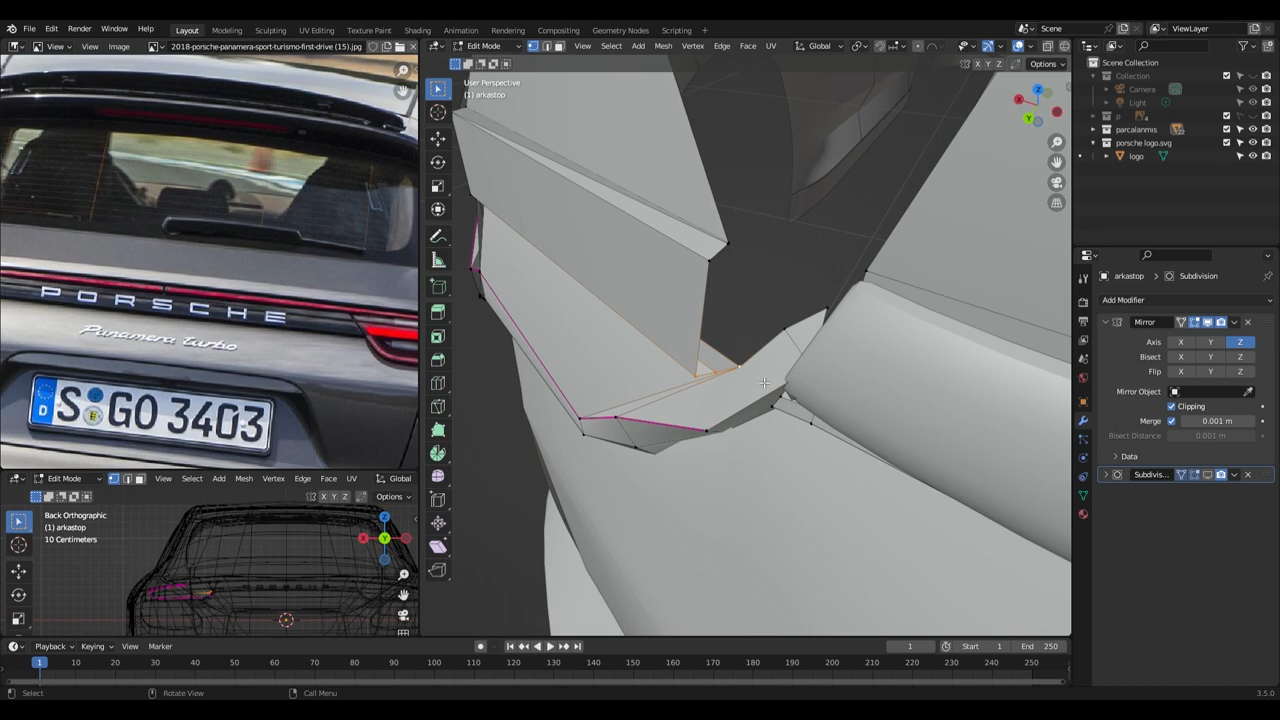 File Edit Render Window Help Layout Modeling Sculpting UV Editing Texture Paint Shading Animation Rendering Compositing Geometry Nodes Scripting + Scene ViewLayer
View View Image 2018-porsche-panamera-sport-turismo-first-drive (15).jpg
Edit Mode View Select Add Mesh Vertex Edge Face UV Global
X Y Z Options
User Perspective
(1) arkastop
Z
X
Y
PORSCHE
Panamera turbo
D S GO 3403
Edit Mode View Select Add Mesh Vertex Edge Face UV Global
X Y Z Options
Back Orthographic
(1) arkastop
10 Centimeters
Z
X
Y
Scene Collection
Collection
Camera
Light
p
parcalanmis
porsche logo.svg
logo
arkastop > Subdivision
Add Modifier
Mirror
Axis X Y Z
Bisect X Y Z
Flip X Y Z
Mirror Object
Clipping
Merge 0.001 m
Bisect Distance 0.001 m
Data
Subdivis...
Playback Keying View Marker 1 Start 1 End 250
1 10 20 30 40 50 60 70 80 90 100 110 120 130 140 150 160 170 180 190 200 210 220 230 240 250
Select Rotate View Call Menu 3.5.0